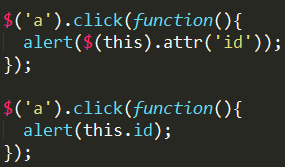 $('a').click(function(){
  alert($(this).attr('id'));
});

$('a').click(function(){
  alert(this.id);
});